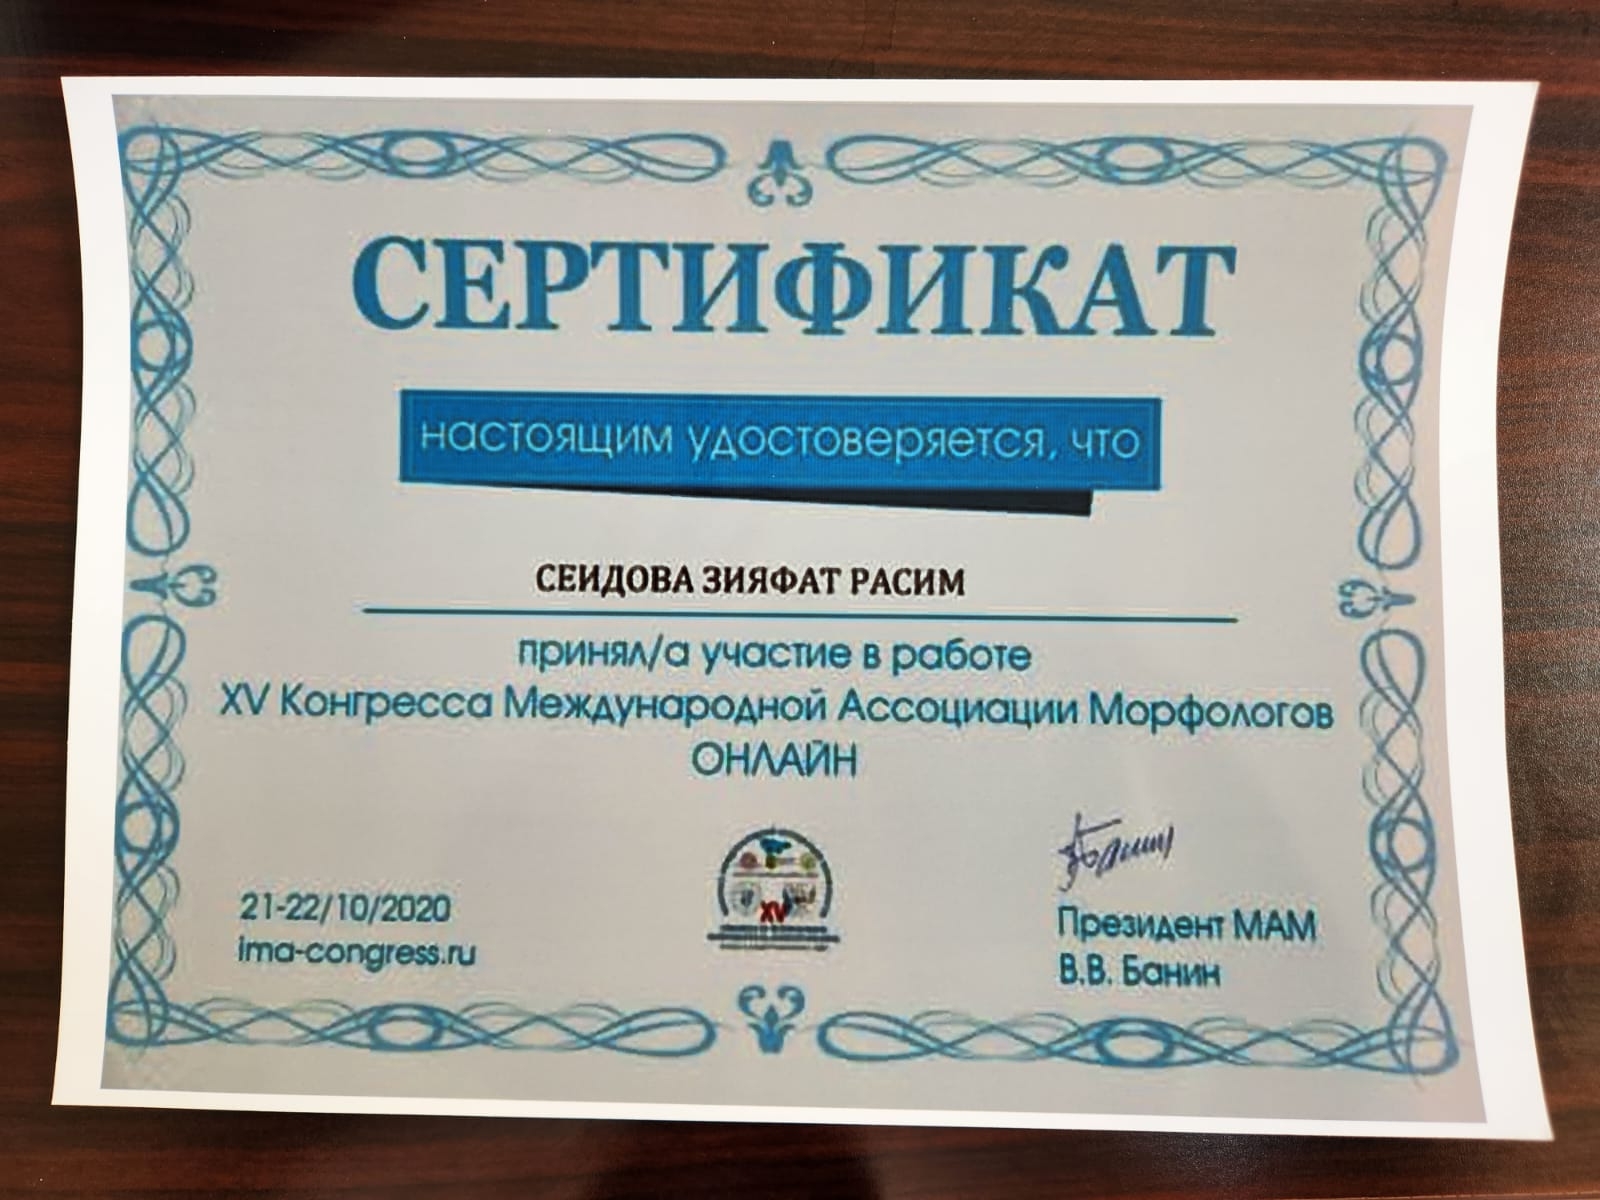 СЕРТИФИКАТ
настоящим удостоверяется, что
СЕИДОВА ЗИЯФАТ РАСИМ
принял/а участие в работе
XV Конгресса Международной Ассоциации Морфологов
ОНЛАЙН
XV
21-22/10/2020
ima-congress.ru
Президент МАМ
В.В. Банин